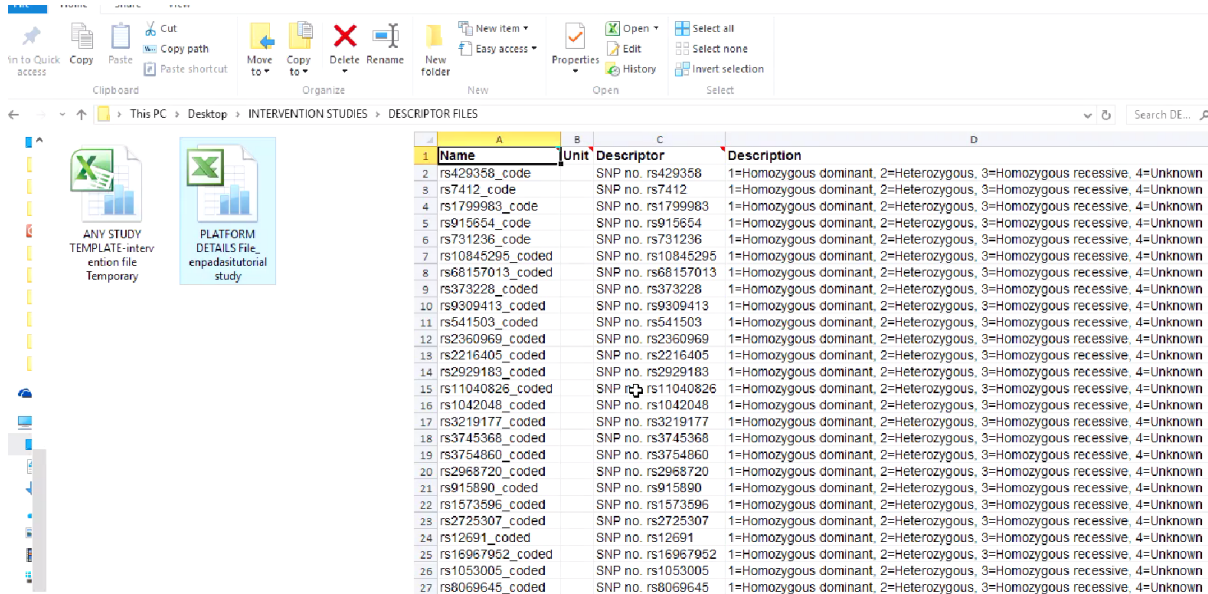 File Home Share View
Cut
Copy path
Paste shortcut
Pin to Quick access
Copy
Paste
Clipboard
Move to
Copy to
Delete
Rename
Organize
New folder
New item
Easy access
New
Properties
Open
Edit
History
Open
Select all
Select none
Invert selection
Select
This PC > Desktop > INTERVENTION STUDIES > DESCRIPTOR FILES
Search DE...
ANY STUDY
TEMPLATE-interv
ention file
Temporary
PLATFORM
DETAILS File_
enpadasitutorial
study
A B C D
1 Name Unit Descriptor Description
2 rs429358_code SNP no. rs429358 1=Homozygous dominant, 2=Heterozygous, 3=Homozygous recessive, 4=Unknown
3 rs7412_code SNP no. rs7412 1=Homozygous dominant, 2=Heterozygous, 3=Homozygous recessive, 4=Unknown
4 rs1799983_code SNP no. rs1799983 1=Homozygous dominant, 2=Heterozygous, 3=Homozygous recessive, 4=Unknown
5 rs915654_code SNP no. rs915654 1=Homozygous dominant, 2=Heterozygous, 3=Homozygous recessive, 4=Unknown
6 rs731236_code SNP no. rs731236 1=Homozygous dominant, 2=Heterozygous, 3=Homozygous recessive, 4=Unknown
7 rs10845295_coded SNP no. rs10845295 1=Homozygous dominant, 2=Heterozygous, 3=Homozygous recessive, 4=Unknown
8 rs68157013_coded SNP no. rs68157013 1=Homozygous dominant, 2=Heterozygous, 3=Homozygous recessive, 4=Unknown
9 rs373228_coded SNP no. rs373228 1=Homozygous dominant, 2=Heterozygous, 3=Homozygous recessive, 4=Unknown
10 rs9309413_coded SNP no. rs9309413 1=Homozygous dominant, 2=Heterozygous, 3=Homozygous recessive, 4=Unknown
11 rs541503_coded SNP no. rs541503 1=Homozygous dominant, 2=Heterozygous, 3=Homozygous recessive, 4=Unknown
12 rs2360969_coded SNP no. rs2360969 1=Homozygous dominant, 2=Heterozygous, 3=Homozygous recessive, 4=Unknown
13 rs2216405_coded SNP no. rs2216405 1=Homozygous dominant, 2=Heterozygous, 3=Homozygous recessive, 4=Unknown
14 rs2929183_coded SNP no. rs2929183 1=Homozygous dominant, 2=Heterozygous, 3=Homozygous recessive, 4=Unknown
15 rs11040826_coded SNP rs11040826 1=Homozygous dominant, 2=Heterozygous, 3=Homozygous recessive, 4=Unknown
16 rs1042048_coded SNP no. rs1042048 1=Homozygous dominant, 2=Heterozygous, 3=Homozygous recessive, 4=Unknown
17 rs3219177_coded SNP no. rs3219177 1=Homozygous dominant, 2=Heterozygous, 3=Homozygous recessive, 4=Unknown
18 rs3745368_coded SNP no. rs3745368 1=Homozygous dominant, 2=Heterozygous, 3=Homozygous recessive, 4=Unknown
19 rs3754860_coded SNP no. rs3754860 1=Homozygous dominant, 2=Heterozygous, 3=Homozygous recessive, 4=Unknown
20 rs2968720_coded SNP no. rs2968720 1=Homozygous dominant, 2=Heterozygous, 3=Homozygous recessive, 4=Unknown
21 rs915890_coded SNP no. rs915890 1=Homozygous dominant, 2=Heterozygous, 3=Homozygous recessive, 4=Unknown
22 rs1573596_coded SNP no. rs1573596 1=Homozygous dominant, 2=Heterozygous, 3=Homozygous recessive, 4=Unknown
23 rs2725307_coded SNP no. rs2725307 1=Homozygous dominant, 2=Heterozygous, 3=Homozygous recessive, 4=Unknown
24 rs12691_coded SNP no. rs12691 1=Homozygous dominant, 2=Heterozygous, 3=Homozygous recessive, 4=Unknown
25 rs16967952_coded SNP no. rs16967952 1=Homozygous dominant, 2=Heterozygous, 3=Homozygous recessive, 4=Unknown
26 rs1053005_coded SNP no. rs1053005 1=Homozygous dominant, 2=Heterozygous, 3=Homozygous recessive, 4=Unknown
27 rs8069645_coded SNP no. rs8069645 1=Homozygous dominant, 2=Heterozygous, 3=Homozygous recessive, 4=Unknown